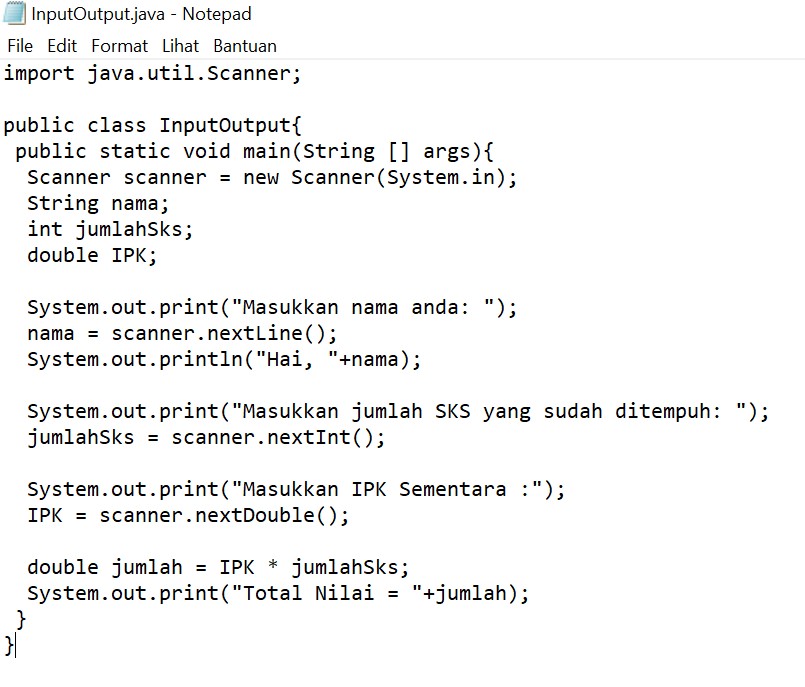 InputOutput.java - Notepad
File Edit Format Lihat Bantuan
import java.util.Scanner;

public class InputOutput{
 public static void main(String [] args){
  Scanner scanner = new Scanner(System.in);
  String nama;
  int jumlahSks;
  double IPK;

  System.out.print("Masukkan nama anda: ");
  nama = scanner.nextLine();
  System.out.println("Hai, "+nama);

  System.out.print("Masukkan jumlah SKS yang sudah ditempuh: ");
  jumlahSks = scanner.nextInt();

  System.out.print("Masukkan IPK Sementara :");
  IPK = scanner.nextDouble();

  double jumlah = IPK * jumlahSks;
  System.out.print("Total Nilai = "+jumlah);
 }
}